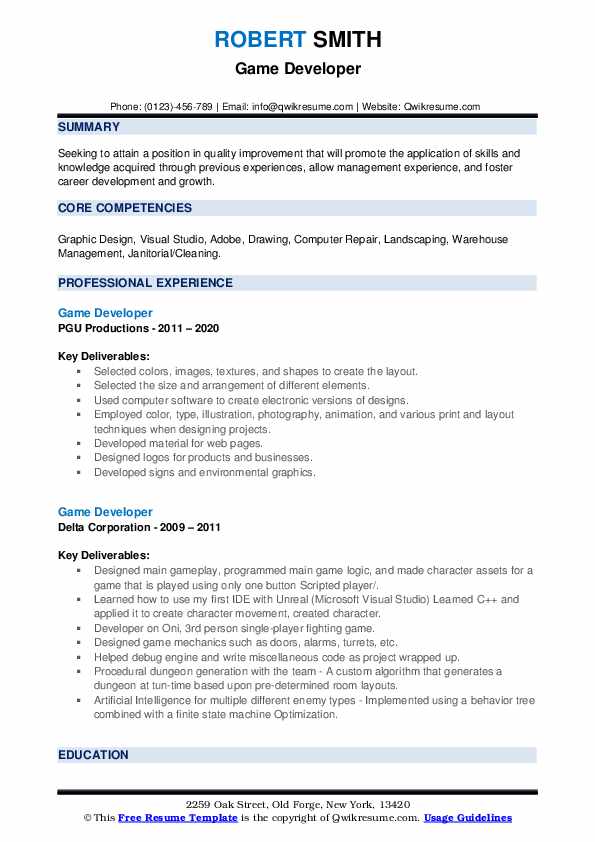 ROBERT SMITH
Game Developer
Phone: (0123)-456-789 | Email: info@qwikresume.com | Website: Qwikresume.com
SUMMARY
Seeking to attain a position in quality improvement that will promote the application of skills and
knowledge acquired through previous experiences, allow management experience, and foster
career development and growth.
CORE COMPETENCIES
Graphic Design, Visual Studio, Adobe, Drawing, Computer Repair, Landscaping, Warehouse
Management, Janitorial/Cleaning.
PROFESSIONAL EXPERIENCE
Game Developer
PGU Productions - 2011 – 2020
Key Deliverables:
▪ Selected colors, images, textures, and shapes to create the layout.
▪ Selected the size and arrangement of different elements.
▪ Used computer software to create electronic versions of designs.
▪ Employed color, type, illustration, photography, animation, and various print and layout
techniques when designing projects.
▪ Developed material for web pages.
▪ Designed logos for products and businesses.
▪ Developed signs and environmental graphics.
Game Developer
Delta Corporation - 2009 – 2011
Key Deliverables:
▪ Designed main gameplay, programmed main game logic, and made character assets for a
game that is played using only one button Scripted player/.
▪ Learned how to use my first IDE with Unreal (Microsoft Visual Studio) Learned C++ and
applied it to create character movement, created character.
▪ Developer on Oni, 3rd person single-player fighting game.
▪ Designed game mechanics such as doors, alarms, turrets, etc.
▪ Helped debug engine and write miscellaneous code as project wrapped up.
▪ Procedural dungeon generation with the team - A custom algorithm that generates a
dungeon at tun-time based upon pre-determined room layouts.
▪ Artificial Intelligence for multiple different enemy types - Implemented using a behavior tree
combined with a finite state machine Optimization.
EDUCATION
2259 Oak Street, Old Forge, New York, 13420
© This Free Resume Template is the copyright of Qwikresume.com. Usage Guidelines